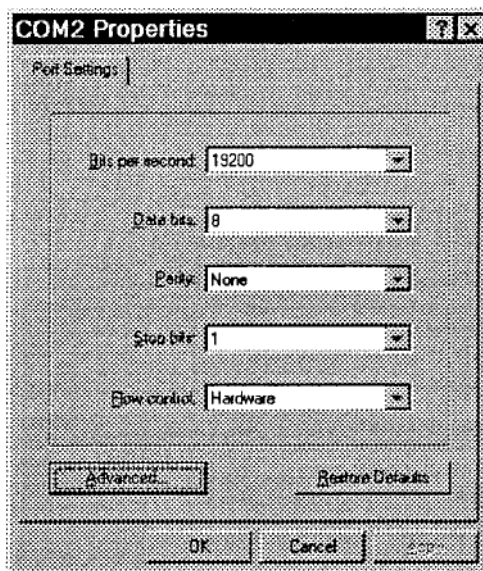 COM2 Properties
Port Settings
Bits per second: 19200
Data bits: 8
Parity: None
Stop bits: 1
Flow control: Hardware
Advanced...
Restore Defaults
OK Cancel Apply